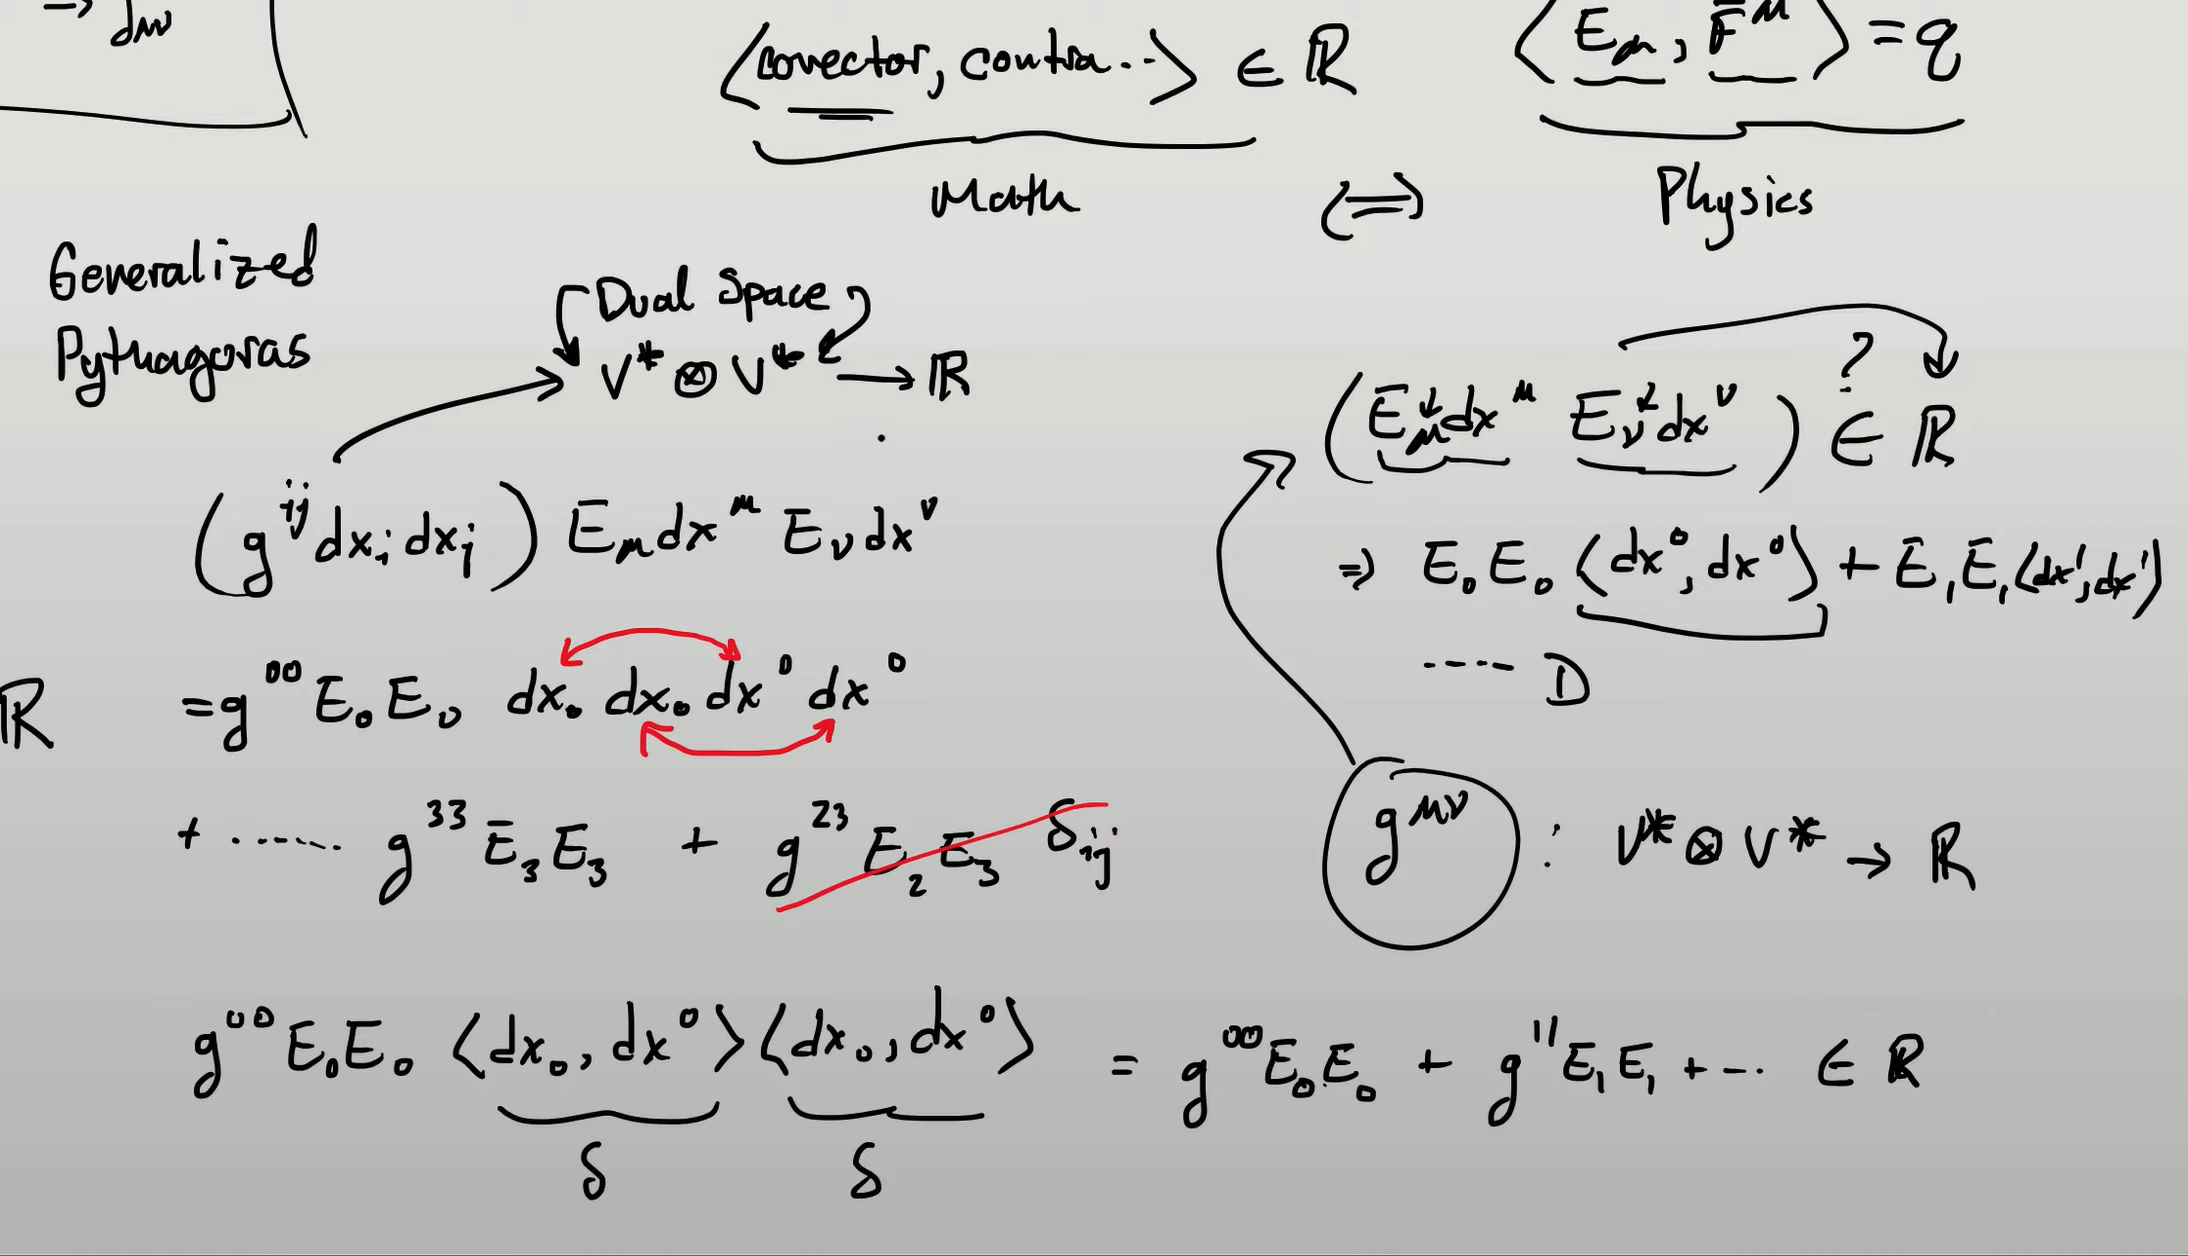 → dw
⟨covector, contra...⟩ ∈ ℝ
Math
⟺
⟨E_μ, F^μ⟩ = q
Physics
Generalized
Pythagoras
Dual Space
V* ⊗ V* → ℝ
(g^{ij} dx_i dx_j) E_μ dx^μ E_ν dx^ν
ℝ = g^{00} E_0 E_0 dx_0 dx_0 dx^0 dx^0
+ ...... g^{33} E_3 E_3 + g^{23} E_2 E_3 δ_{ij}
g^{00} E_0 E_0 ⟨dx_0, dx^0⟩⟨dx_0, dx^0⟩ = g^{00} E_0 E_0 + g^{11} E_1 E_1 + ... ∈ ℝ
δ δ
(E_μ dx^μ E_ν dx^ν) ∈ ℝ
?
⇒ E_0 E_0 ⟨dx^0, dx^0⟩ + E_1 E_1 ⟨dx^1, dx^1⟩
..... D
g^{μν} : V* ⊗ V* → ℝ